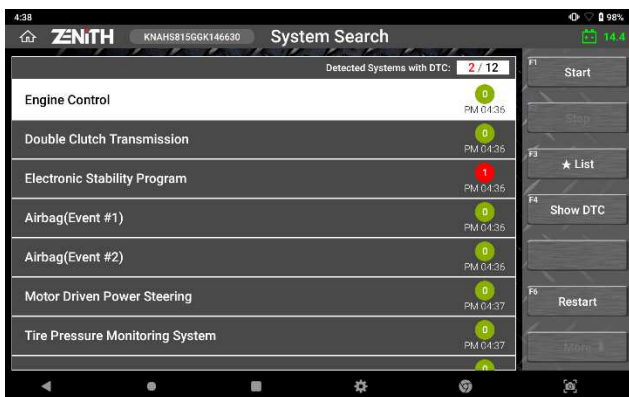 4:38 98%
ZENITH KNAHS815GGK146630 System Search 14.4
Detected Systems with DTC: 2 / 12
F1 Start
Engine Control 0 PM 04:36
Stop
Double Clutch Transmission 0 PM 04:36
F3 ★ List
Electronic Stability Program 1 PM 04:36
F4 Show DTC
Airbag(Event #1) 0 PM 04:36
Airbag(Event #2) 0 PM 04:36
Motor Driven Power Steering 0 PM 04:37
F6 Restart
Tire Pressure Monitoring System 0 PM 04:37
More
0